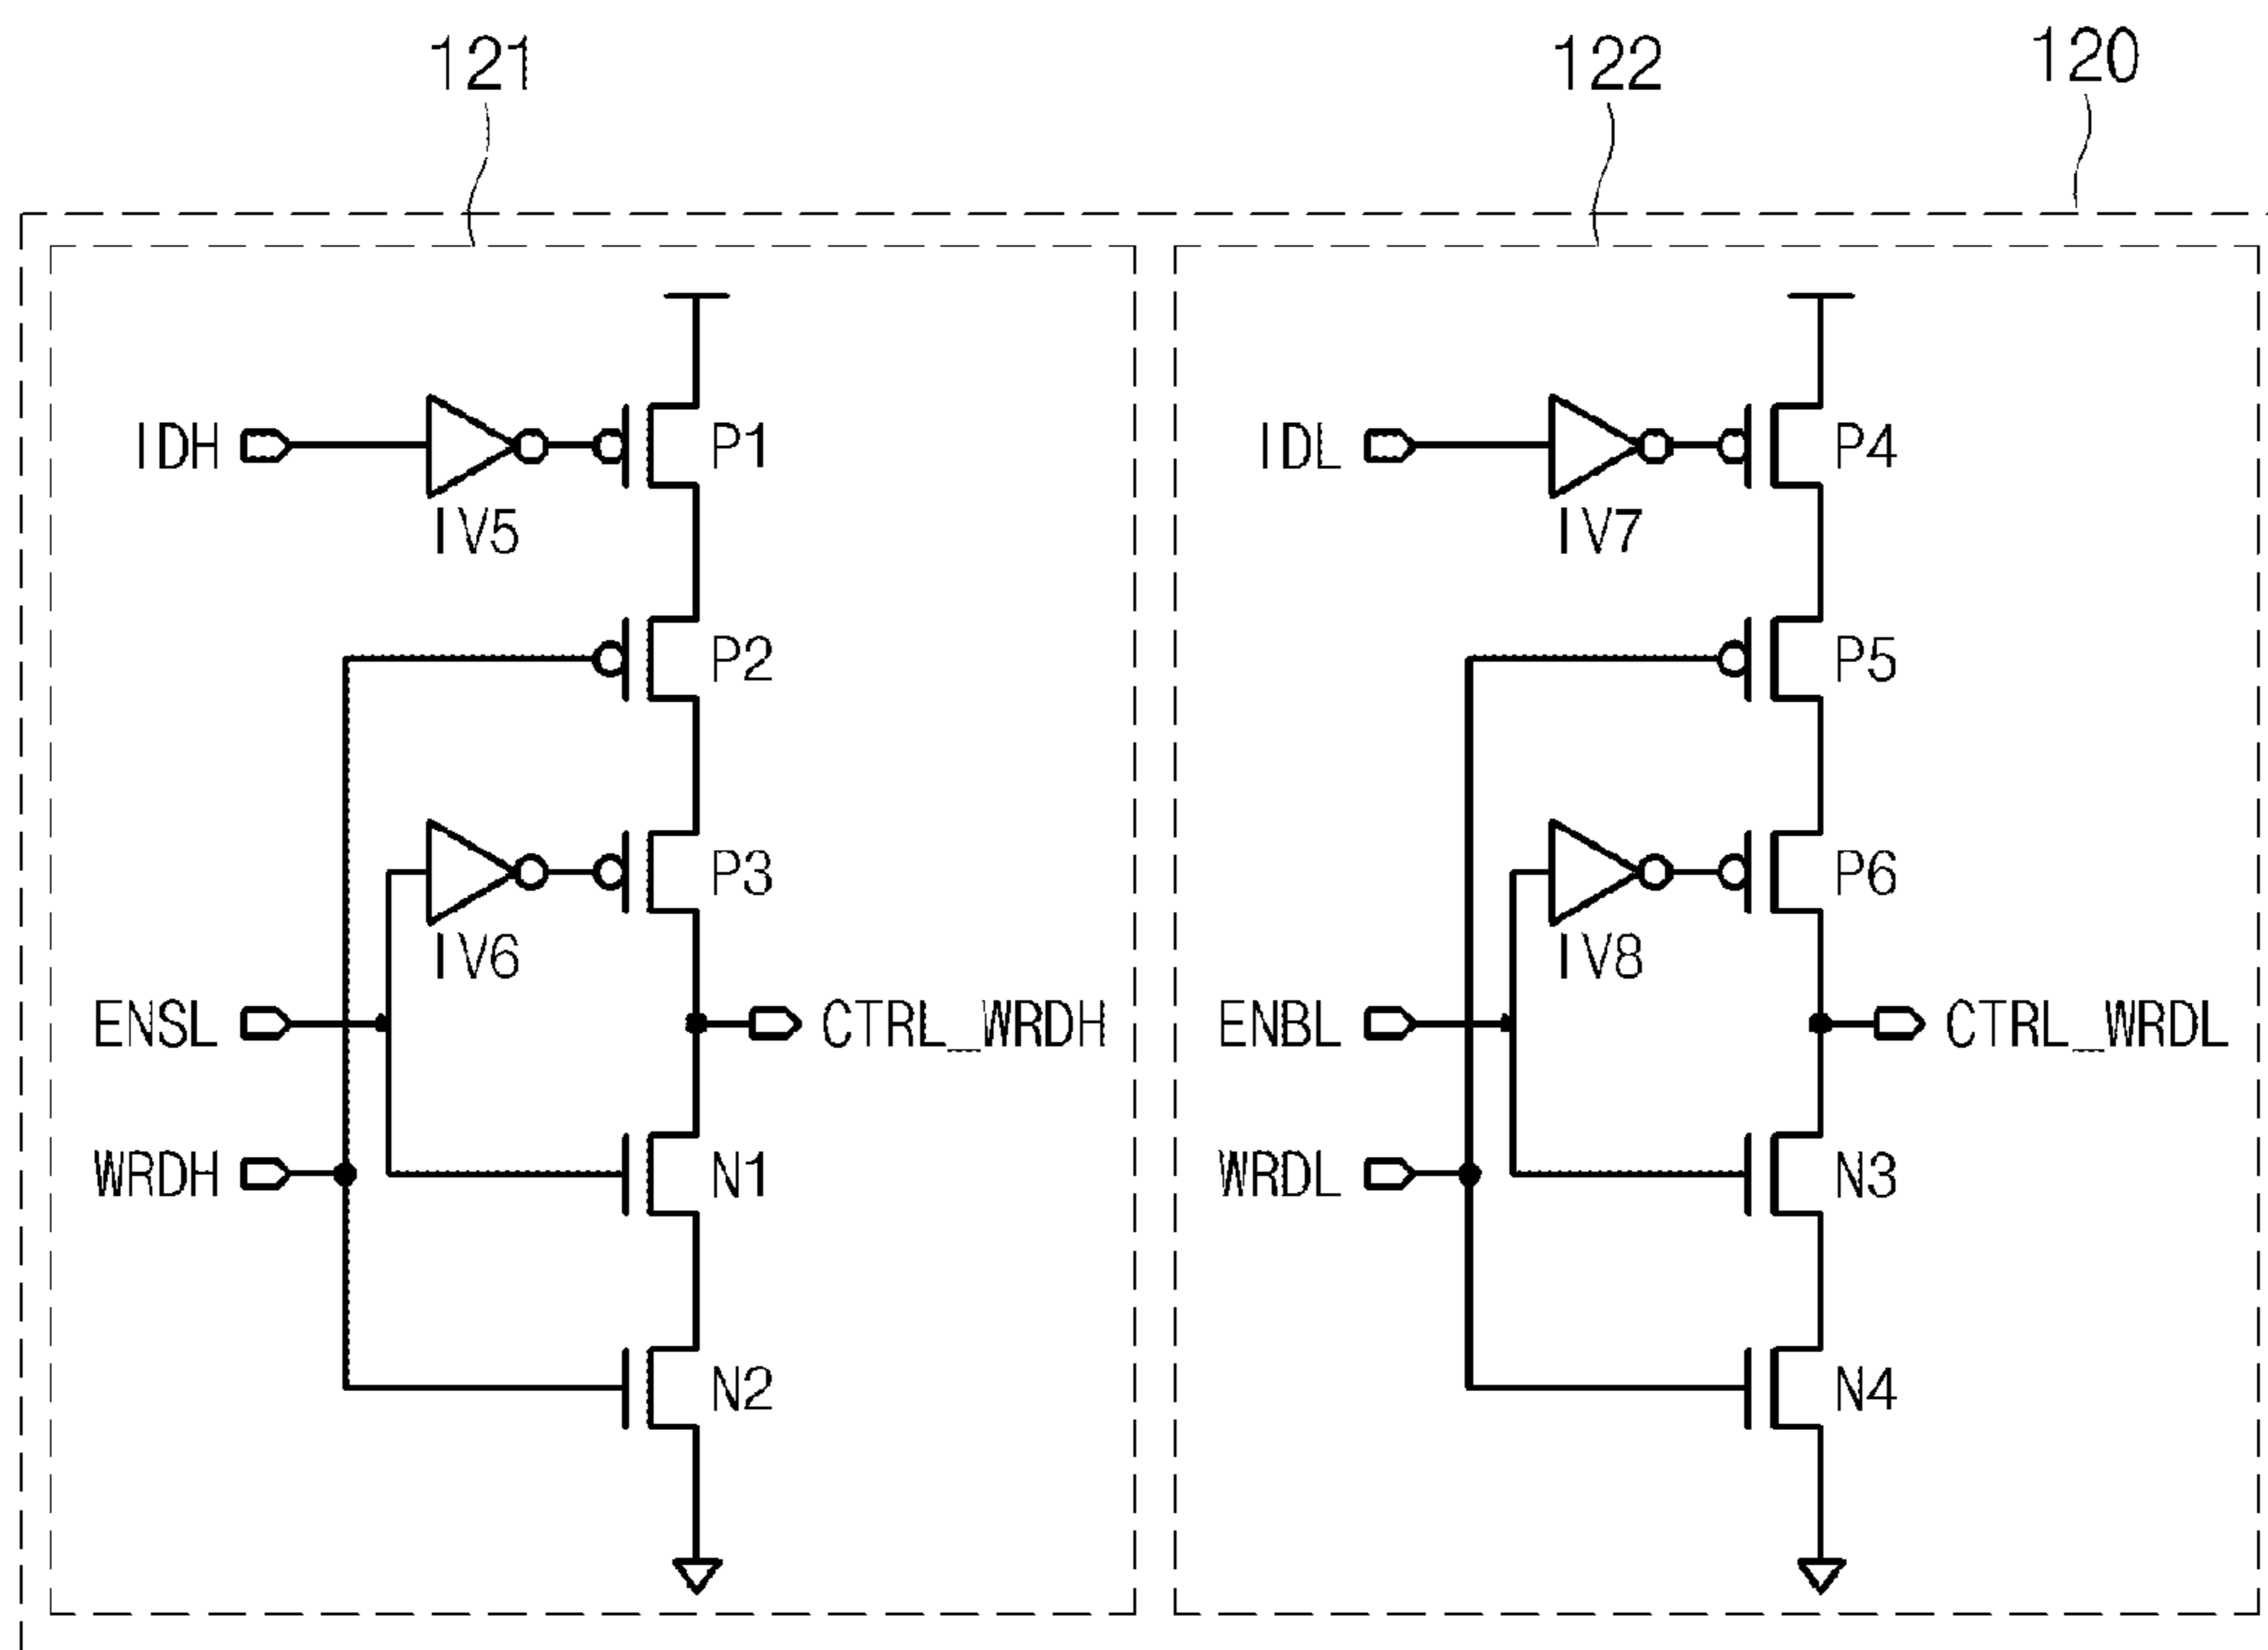 121
122
120
IDH
IV5
P1
P2
IV6
P3
ENSL
CTRL_WRDH
WRDH
N1
N2
IDL
IV7
P4
P5
IV8
P6
ENBL
CTRL_WRDL
WRDL
N3
N4